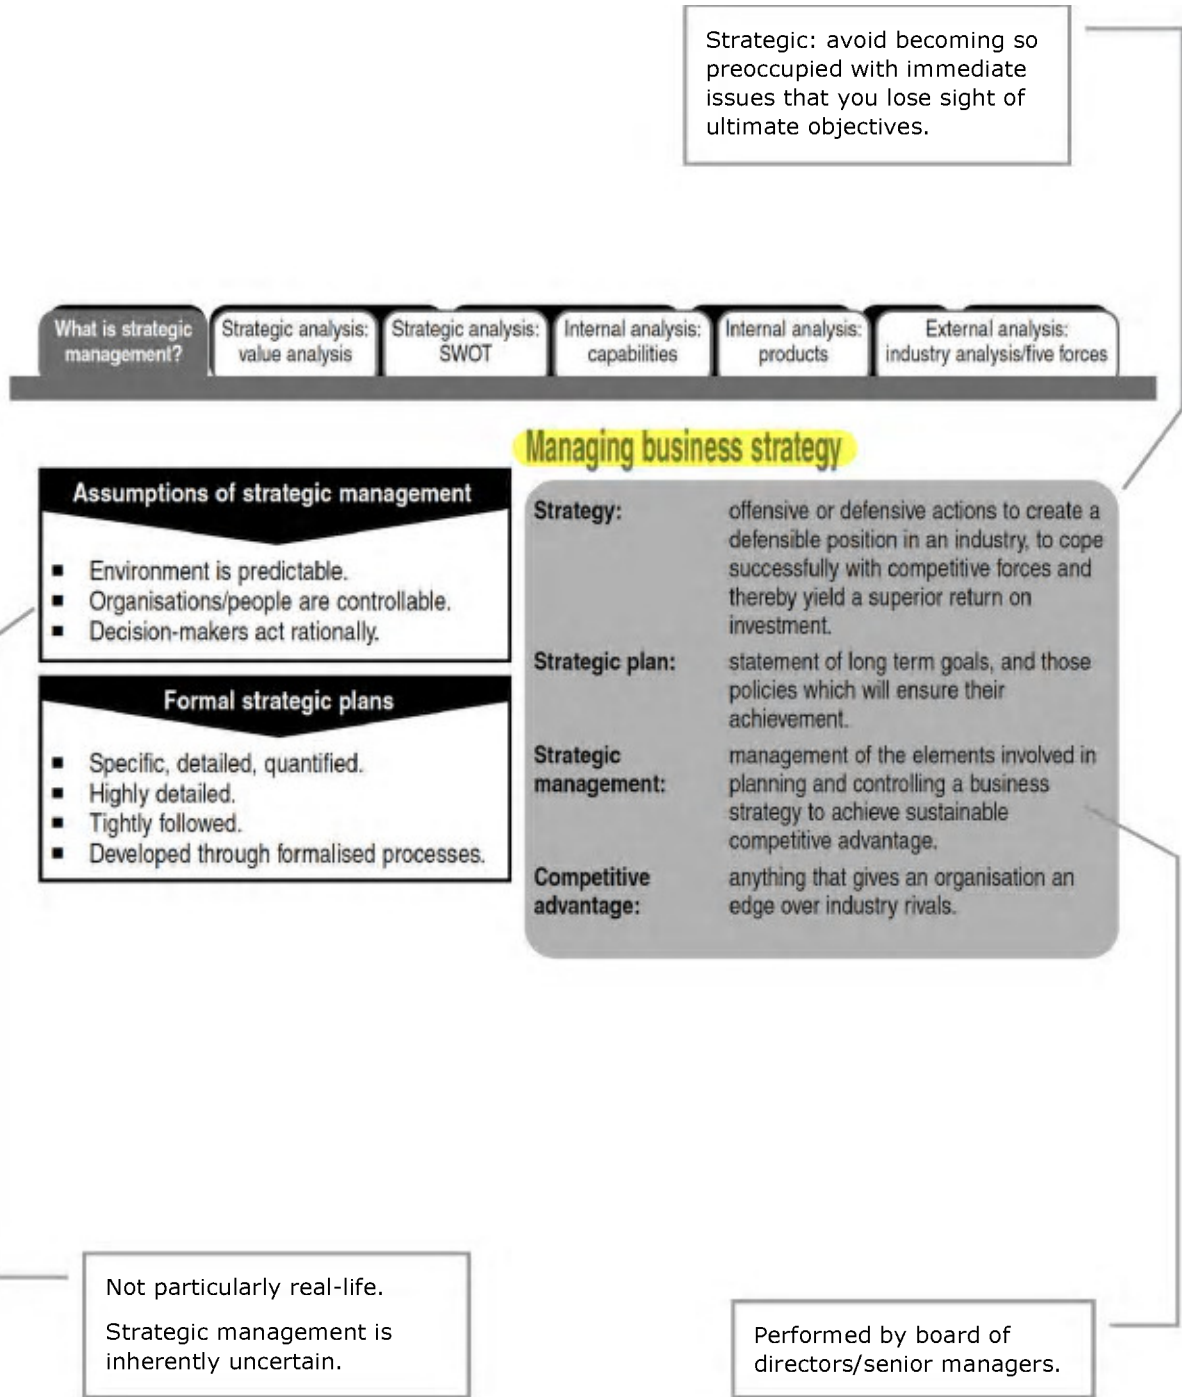 Strategic: avoid becoming so
preoccupied with immediate
issues that you lose sight of
ultimate objectives.
What is strategic
management?
Strategic analysis:
value analysis
Strategic analysis:
SWOT
Internal analysis:
capabilities
Internal analysis:
products
External analysis:
industry analysis/five forces
Managing business strategy
Assumptions of strategic management
■ Environment is predictable.
■ Organisations/people are controllable.
■ Decision-makers act rationally.
Formal strategic plans
■ Specific, detailed, quantified.
■ Highly detailed.
■ Tightly followed.
■ Developed through formalised processes.
Strategy: offensive or defensive actions to create a
defensible position in an industry, to cope
successfully with competitive forces and
thereby yield a superior return on
investment.
Strategic plan: statement of long term goals, and those
policies which will ensure their
achievement.
Strategic management of the elements involved in
management: planning and controlling a business
strategy to achieve sustainable
competitive advantage.
Competitive anything that gives an organisation an
advantage: edge over industry rivals.
Not particularly real-life.
Strategic management is
inherently uncertain.
Performed by board of
directors/senior managers.